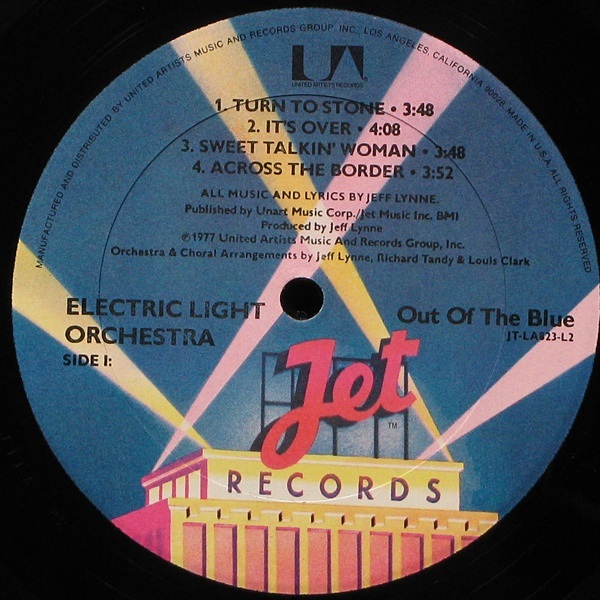 MANUFACTURED AND DISTRIBUTED BY UNITED ARTISTS MUSIC AND RECORDS GROUP, INC., LOS ANGELES, CALIFORNIA 90028. MADE IN U.S.A. ALL RIGHTS RESERVED
UA
UNITED ARTISTS RECORDS
1. TURN TO STONE • 3:48
2. IT'S OVER • 4:08
3. SWEET TALKIN' WOMAN • 3:48
4. ACROSS THE BORDER • 3:52
ALL MUSIC AND LYRICS BY JEFF LYNNE.
Published by Unart Music Corp./Jet Music Inc. BMI
Produced by Jeff Lynne
℗1977 United Artists Music And Records Group, Inc.
Orchestra & Choral Arrangements by Jeff Lynne, Richard Tandy & Louis Clark
ELECTRIC LIGHT
ORCHESTRA
SIDE I:
Out Of The Blue
JT-LA823-L2
Jet
TM
RECORDS